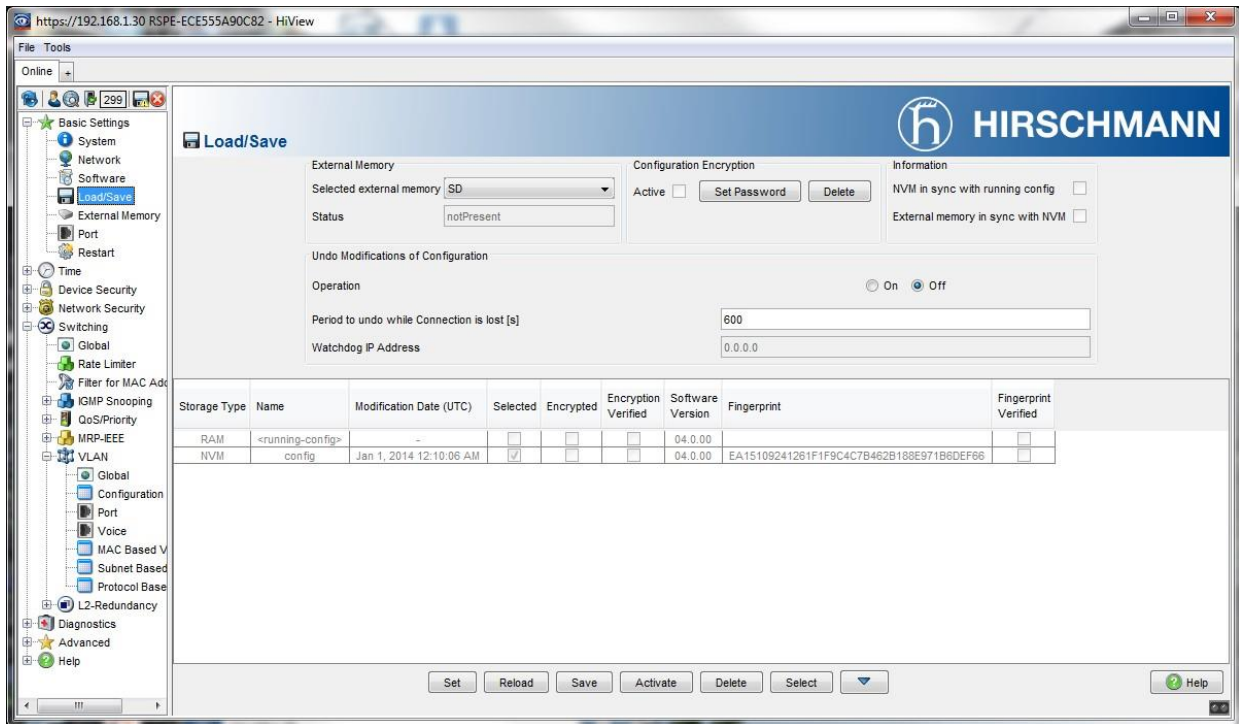 https://192.168.1.30 RSPE-ECE555A90C82 - HiView
File Tools
Online +
299
Basic Settings
System
Network
Software
Load/Save
External Memory
Port
Restart
Time
Device Security
Network Security
Switching
Global
Rate Limiter
Filter for MAC Add
IGMP Snooping
QoS/Priority
MRP-IEEE
VLAN
Global
Configuration
Port
Voice
MAC Based V
Subnet Based
Protocol Base
L2-Redundancy
Diagnostics
Advanced
Help
Load/Save
HIRSCHMANN
External Memory
Selected external memory SD
Status notPresent
Configuration Encryption
Active Set Password Delete
Information
NVM in sync with running config
External memory in sync with NVM
Undo Modifications of Configuration
Operation On Off
Period to undo while Connection is lost [s] 600
Watchdog IP Address 0.0.0.0
Storage Type Name Modification Date (UTC) Selected Encrypted Encryption Verified Software Version Fingerprint Fingerprint Verified
RAM <running-config> - 04.0.00
NVM config Jan 1, 2014 12:10:06 AM 04.0.00 EA15109241261F1F9C4C7B462B188E971B6DEF66
Set Reload Save Activate Delete Select Help